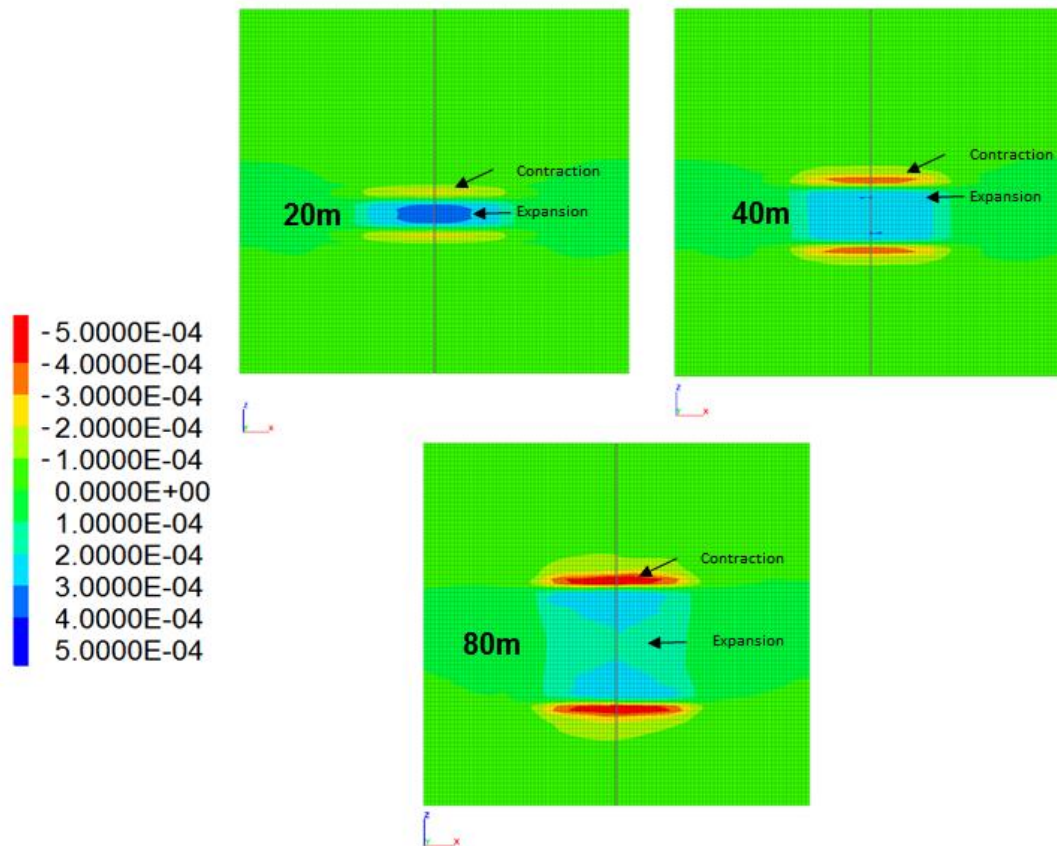 Contraction
Expansion
20m
Contraction
Expansion
40m
z
Y
X
z
Y
X
-5.0000E-04
-4.0000E-04
-3.0000E-04
-2.0000E-04
-1.0000E-04
0.0000E+00
1.0000E-04
2.0000E-04
3.0000E-04
4.0000E-04
5.0000E-04
Contraction
Expansion
80m
z
Y
X